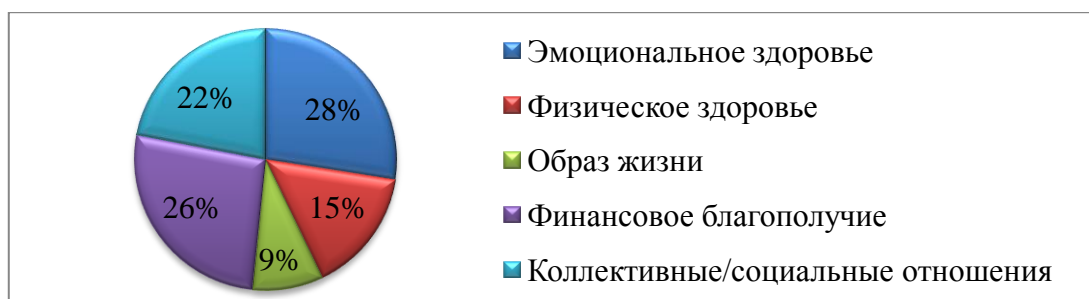 28%
15%
9%
26%
22%
Эмоциональное здоровье
Физическое здоровье
Образ жизни
Финансовое благополучие
Коллективные/социальные отношения